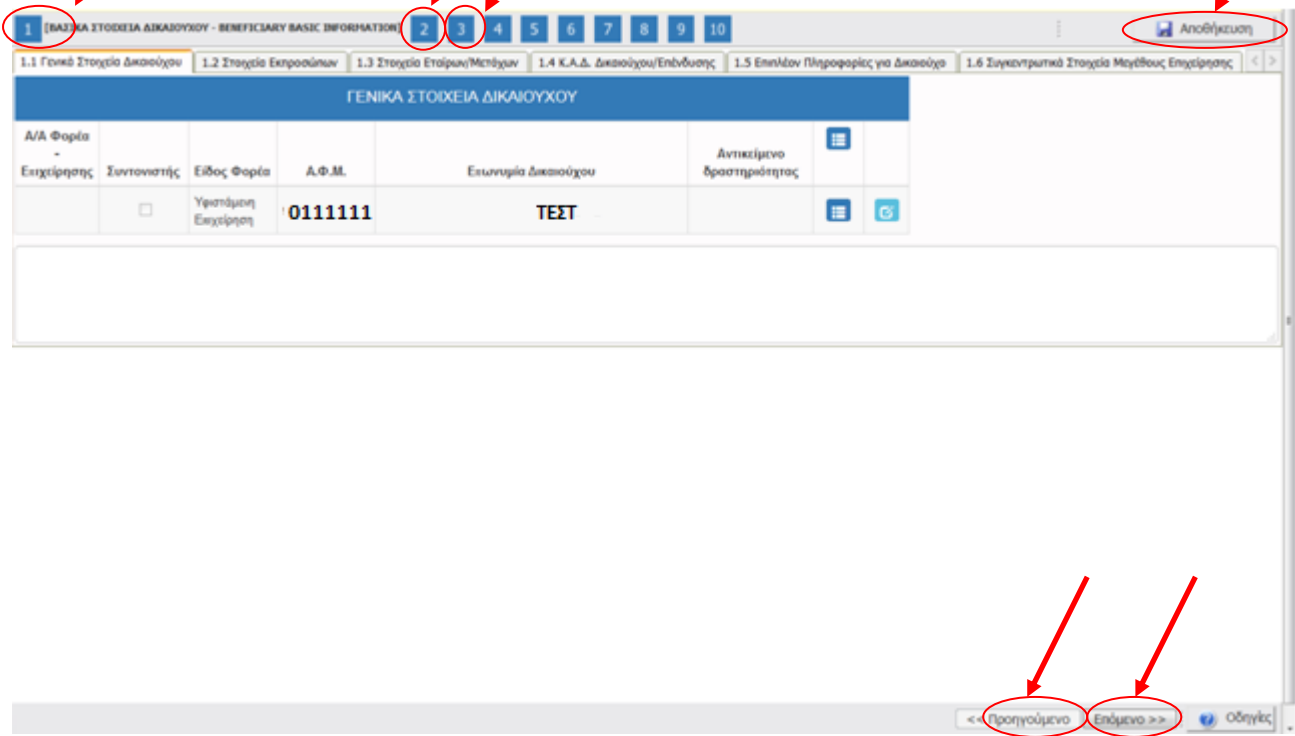 1 [ΒΑΣΙΚΑ ΣΤΟΙΧΕΙΑ ΔΙΚΑΙΟΥΧΟΥ - BENEFICIARY BASIC INFORMATION] 2 3 4 5 6 7 8 9 10 Αποθήκευση
1.1 Γενικά Στοιχεία Δικαιούχου 1.2 Στοιχεία Εκπροσώπων 1.3 Στοιχεία Εταίρων/Μετόχων 1.4 Κ.Α.Δ. Δικαιούχου/Επένδυσης 1.5 Επιπλέον Πληροφορίες για Δικαιούχο 1.6 Συγκεντρωτικά Στοιχεία Μεγέθους Επιχείρησης < >
ΓΕΝΙΚΑ ΣΤΟΙΧΕΙΑ ΔΙΚΑΙΟΥΧΟΥ
Α/Α Φορέα
-
Επιχείρησης Συντονιστής Είδος Φορέα Α.Φ.Μ. Επωνυμία Δικαιούχου Αντικείμενο
δραστηριότητας
Υφιστάμενη
Επιχείρηση 0111111 ΤΕΣΤ
<< Προηγούμενο Επόμενο >> Οδηγίες